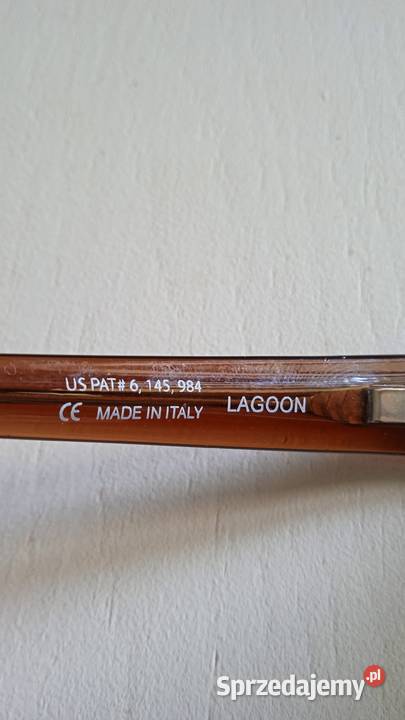 US PAT# 6, 145, 984
CE MADE IN ITALY LAGOON
Sprzedajemy.pl